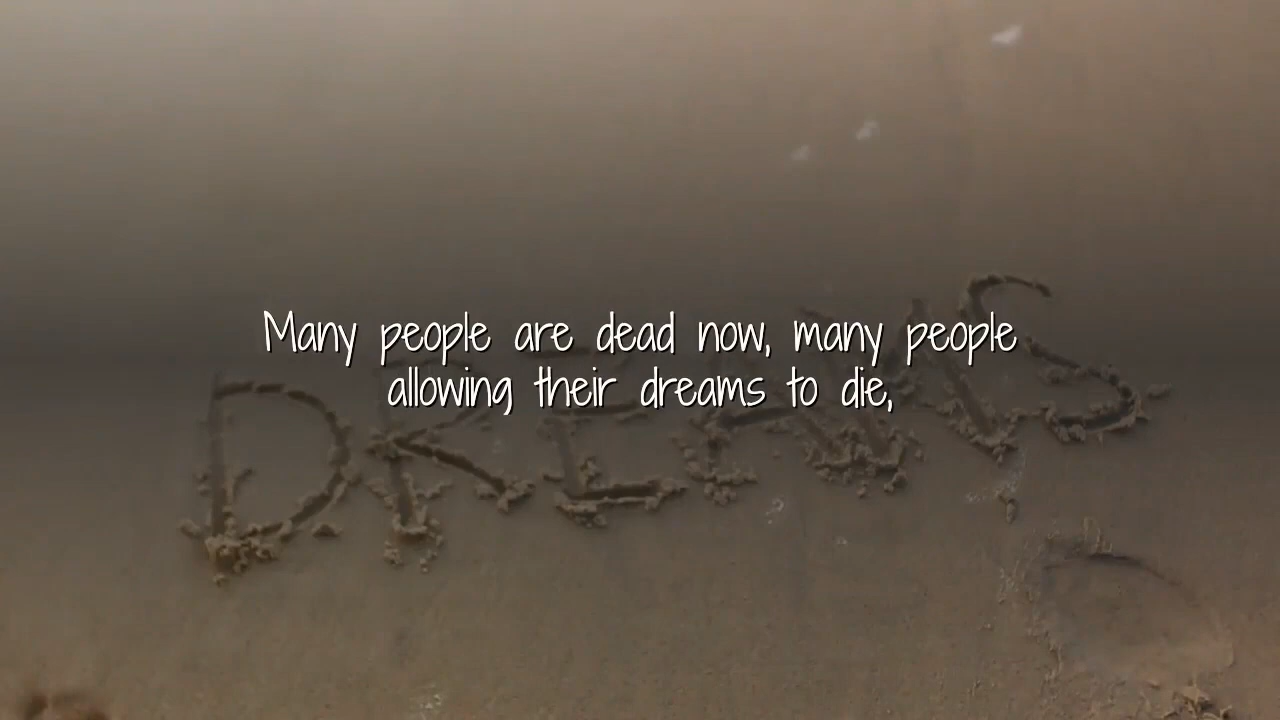 Many people are dead now, many people
allowing their dreams to die,
DREAMS